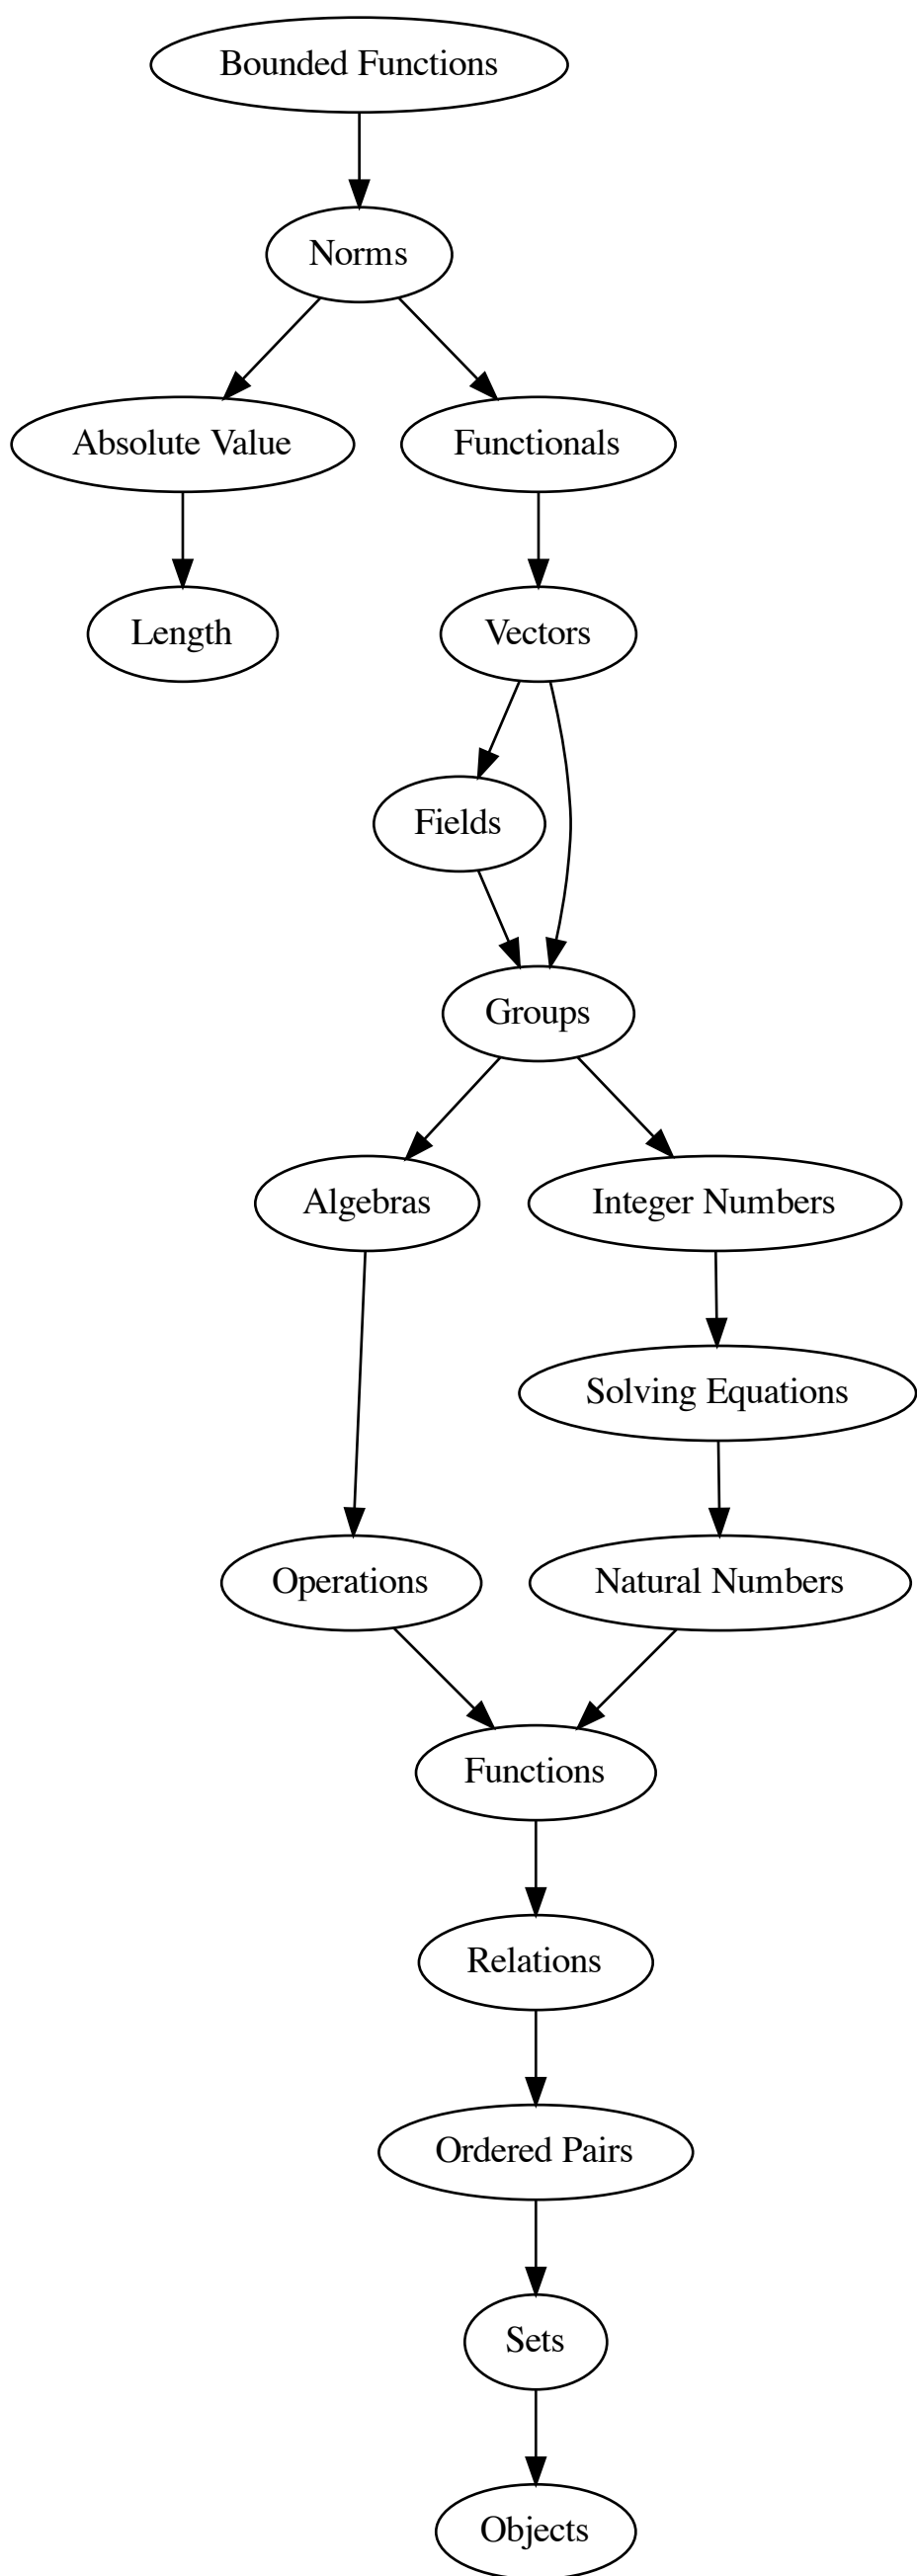 Bounded Functions
Norms
Absolute Value
Functionals
Length
Vectors
Fields
Groups
Algebras
Integer Numbers
Solving Equations
Operations
Natural Numbers
Functions
Relations
Ordered Pairs
Sets
Objects